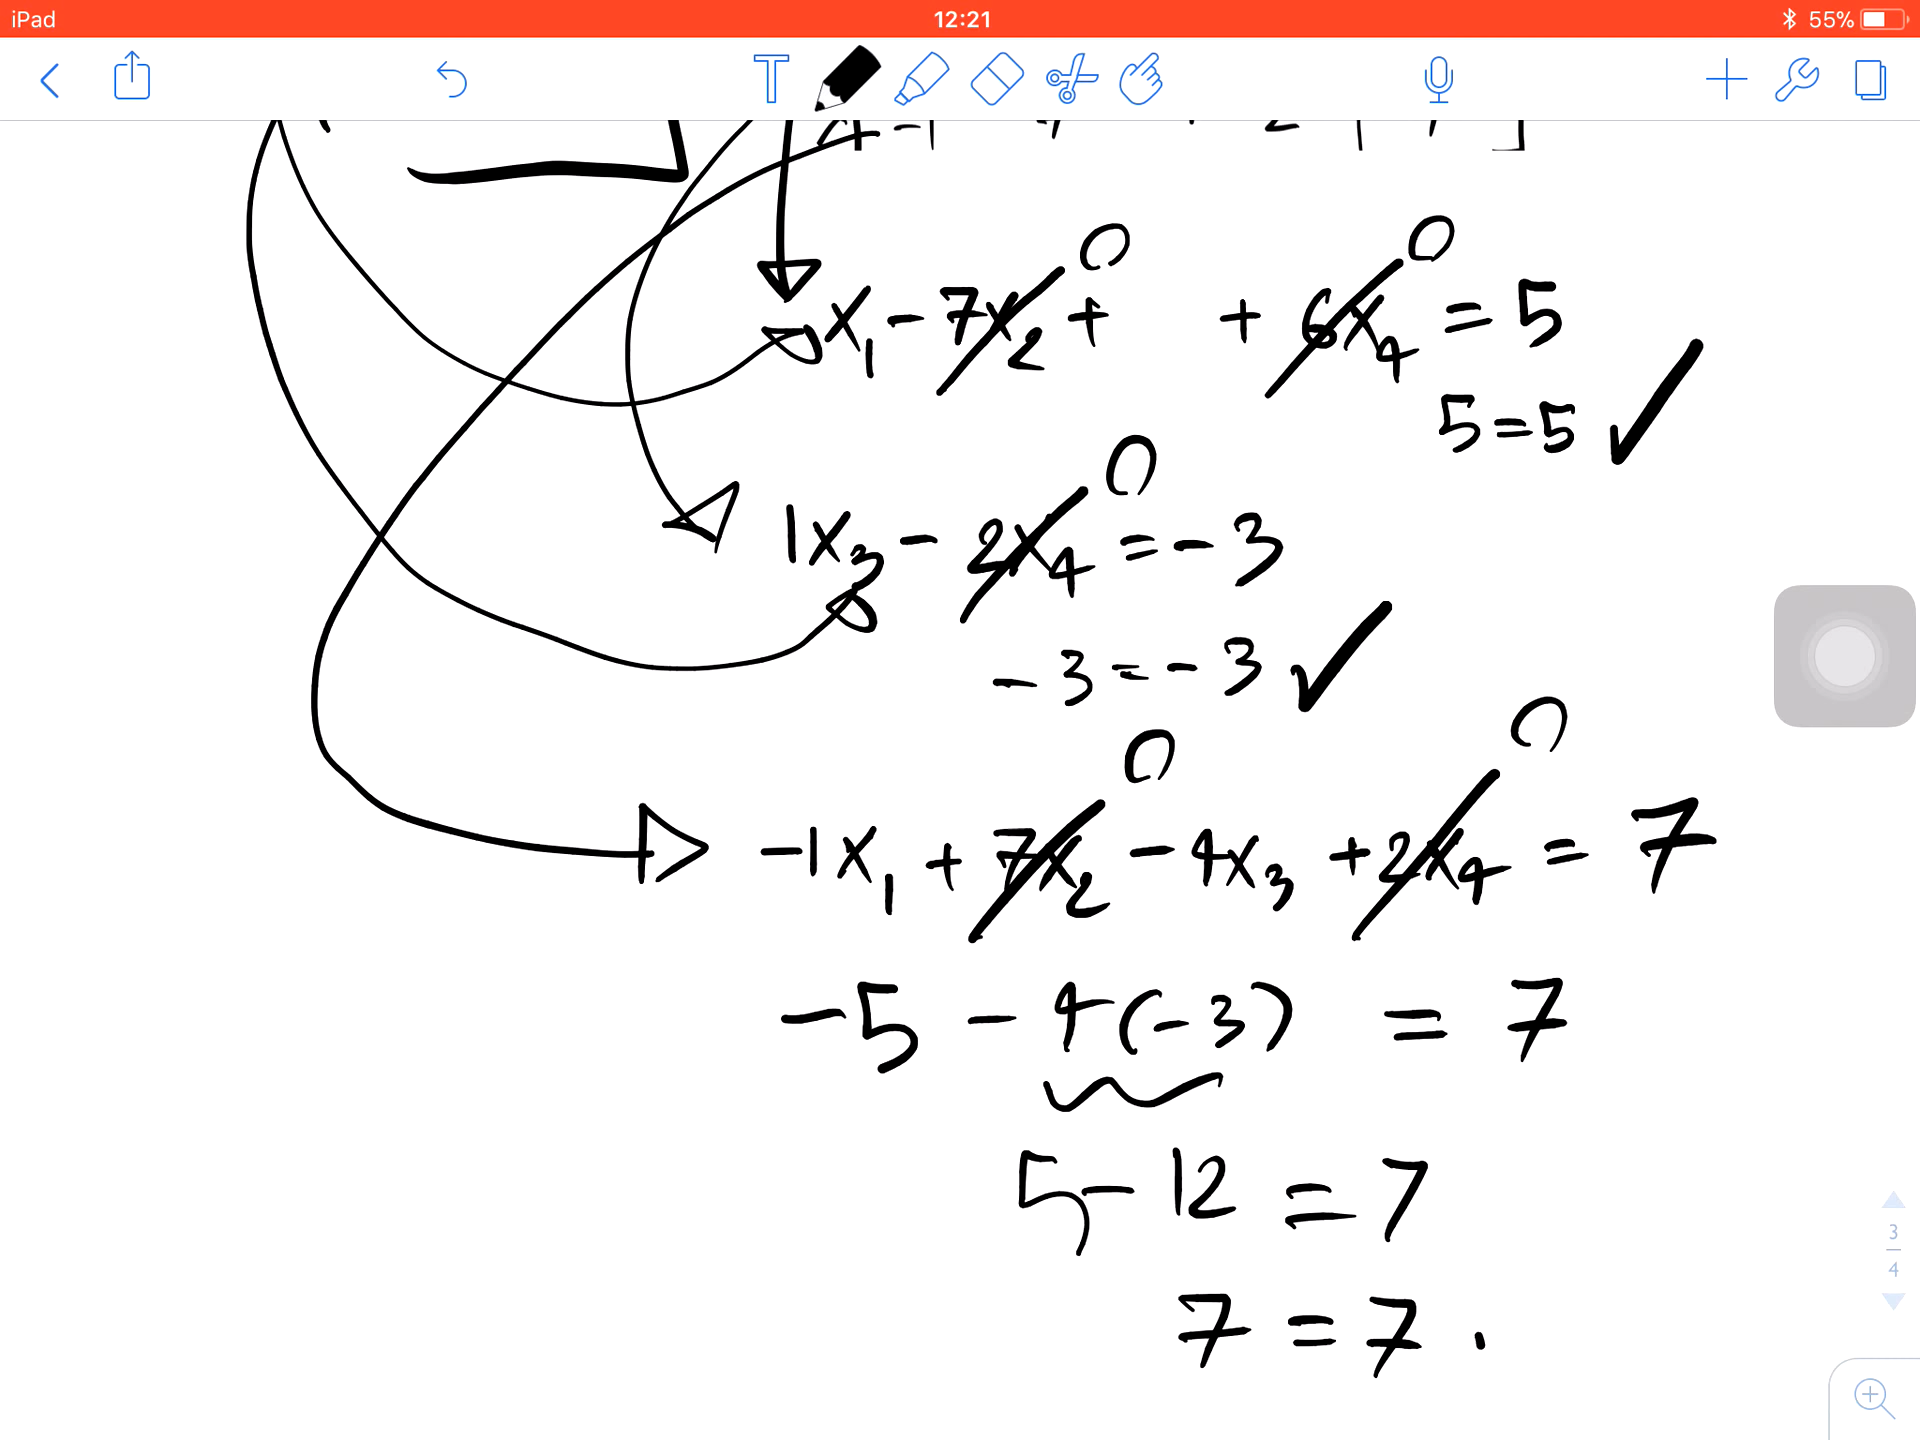 iPad 12:21 55%
T
x₁ - 7x₂ 0 + + 6x₄ 0 = 5
5 = 5 ✓
1x₃ - 2x₄ 0 = - 3
- 3 = - 3 ✓
-1x₁ + 7x₂ 0 - 4x₃ + 2x₄ 0 = 7
-5 - 4(-3) = 7
5 - 12 = 7
7 = 7 .
3
4